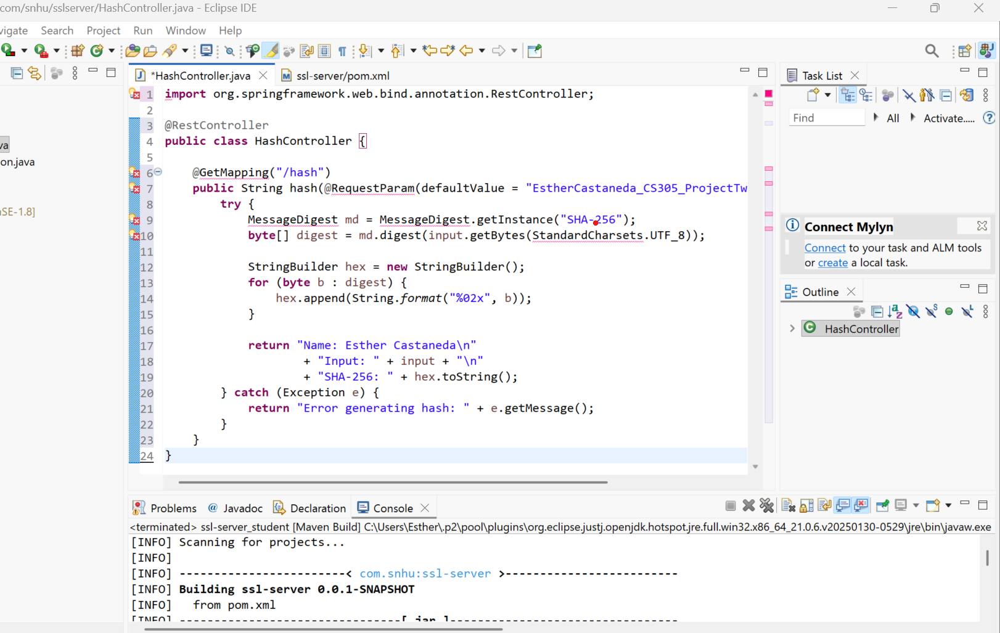 com/snhu/sslserver/HashController.java - Eclipse IDE
vigate Search Project Run Window Help
*HashController.java
ssl-server/pom.xml
Task List
1 import org.springframework.web.bind.annotation.RestController;
2
3 @RestController
4 public class HashController {
5
6 @GetMapping("/hash")
7 public String hash(@RequestParam(defaultValue = "EstherCastaneda_CS305_ProjectTw
8 try {
9 MessageDigest md = MessageDigest.getInstance("SHA-256");
10 byte[] digest = md.digest(input.getBytes(StandardCharsets.UTF_8));
11
12 StringBuilder hex = new StringBuilder();
13 for (byte b : digest) {
14 hex.append(String.format("%02x", b));
15 }
16
17 return "Name: Esther Castaneda\n"
18 + "Input: " + input + "\n"
19 + "SHA-256: " + hex.toString();
20 } catch (Exception e) {
21 return "Error generating hash: " + e.getMessage();
22 }
23 }
24 }
va
on.java
SE-1.8]
Find
All
Activate.....
Connect Mylyn
Connect to your task and ALM tools
or create a local task.
Outline
HashController
Problems @ Javadoc Declaration Console
<terminated> ssl-server_student [Maven Build] C:\Users\Esther\.p2\pool\plugins\org.eclipse.justj.openjdk.hotspot.jre.full.win32.x86_64_21.0.6.v20250130-0529\jre\bin\javaw.exe
[INFO] Scanning for projects...
[INFO]
[INFO] ------------------------< com.snhu:ssl-server >-------------------------
[INFO] Building ssl-server 0.0.1-SNAPSHOT
[INFO]   from pom.xml
[INFO] --------------------------------[ jar ]---------------------------------